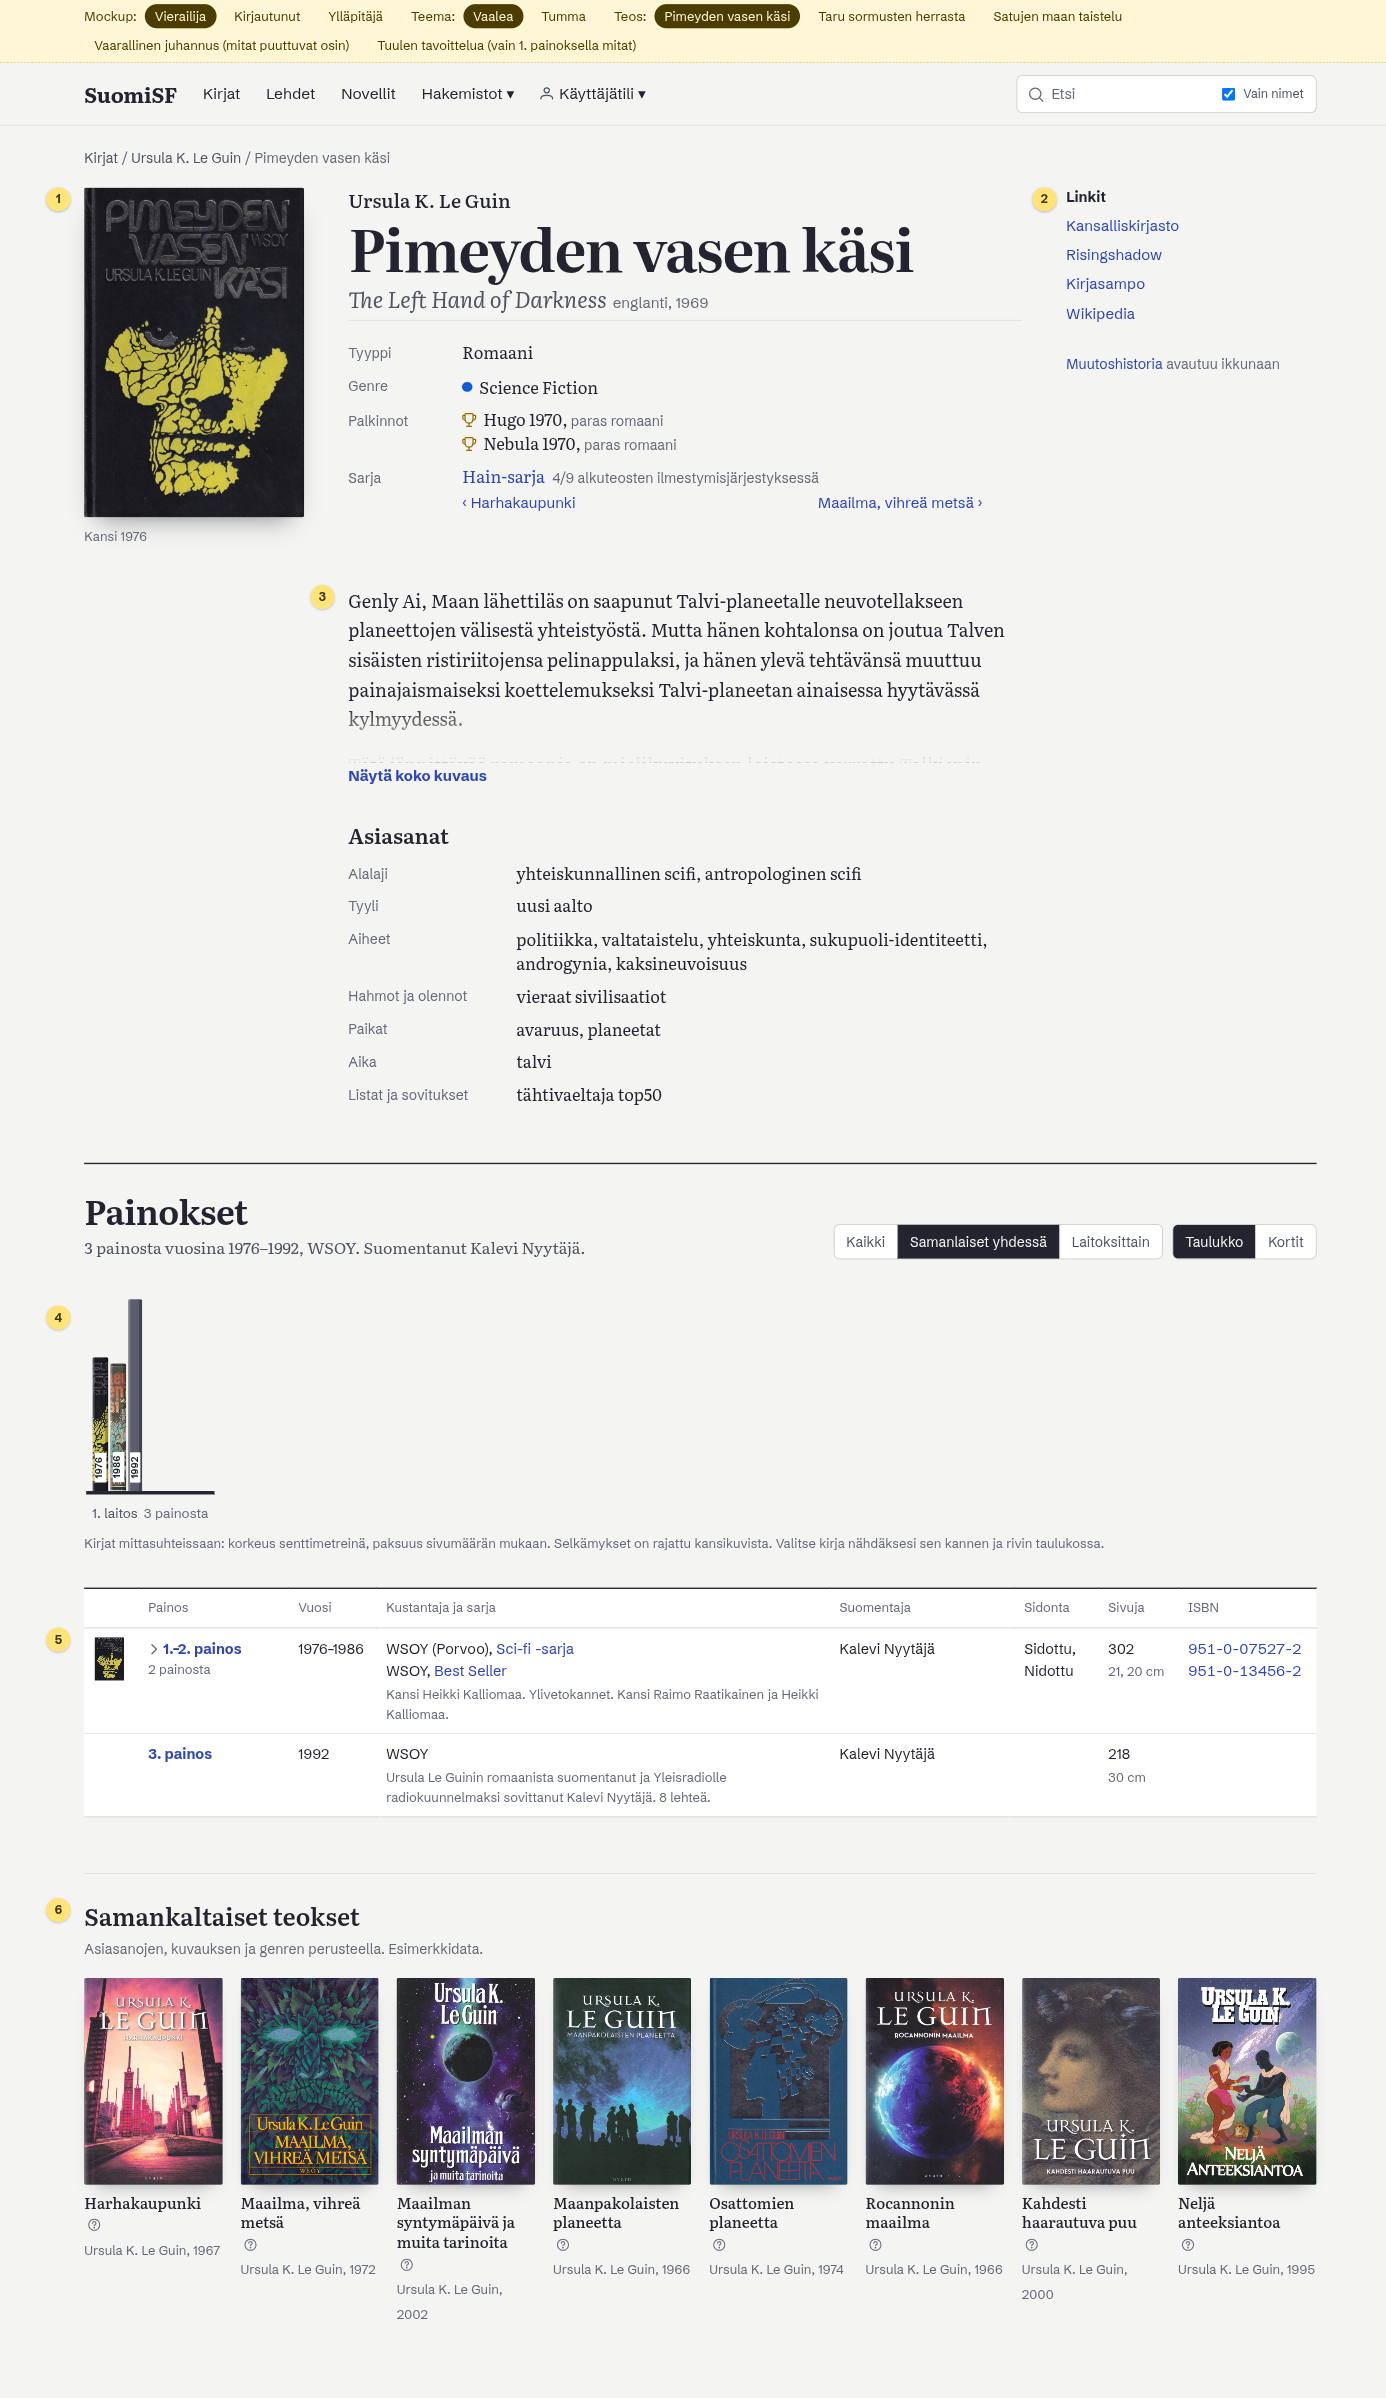 Mockup: Vierailija Kirjautunut Ylläpitäjä Teema: Vaalea Tumma Teos: Pimeyden vasen käsi Taru sormusten herrasta Satujen maan taistelu
Vaarallinen juhannus (mitat puuttuvat osin) Tuulen tavoittelua (vain 1. painoksella mitat)
SuomiSF Kirjat Lehdet Novellit Hakemistot ▾ Käyttäjätili ▾ Etsi Vain nimet
Kirjat / Ursula K. Le Guin / Pimeyden vasen käsi
1
PIMEYDEN
VASEN WSOY
URSULA K. LE GUIN KÄSI
Kansi 1976
Ursula K. Le Guin
Pimeyden vasen käsi
The Left Hand of Darkness englanti, 1969
Tyyppi Romaani
Genre Science Fiction
Palkinnot Hugo 1970, paras romaani
Nebula 1970, paras romaani
Sarja Hain-sarja 4/9 alkuteosten ilmestymisjärjestyksessä
‹ Harhakaupunki Maailma, vihreä metsä ›
2 Linkit
Kansalliskirjasto
Risingshadow
Kirjasampo
Wikipedia
Muutoshistoria avautuu ikkunaan
3
Genly Ai, Maan lähettiläs on saapunut Talvi-planeetalle neuvotellakseen
planeettojen välisestä yhteistyöstä. Mutta hänen kohtalonsa on joutua Talven
sisäisten ristiriitojensa pelinappulaksi, ja hänen ylevä tehtävänsä muuttuu
painajaismaiseksi koettelemukseksi Talvi-planeetan ainaisessa hyytävässä
kylmyydessä.
Näytä koko kuvaus
Asiasanat
Alalaji yhteiskunnallinen scifi, antropologinen scifi
Tyyli uusi aalto
Aiheet politiikka, valtataistelu, yhteiskunta, sukupuoli-identiteetti,
androgynia, kaksineuvoisuus
Hahmot ja olennot vieraat sivilisaatiot
Paikat avaruus, planeetat
Aika talvi
Listat ja sovitukset tähtivaeltaja top50
Painokset
3 painosta vuosina 1976–1992, WSOY. Suomentanut Kalevi Nyytäjä.
Kaikki Samanlaiset yhdessä Laitoksittain Taulukko Kortit
4
1976 1986 1992
1. laitos 3 painosta
Kirjat mittasuhteissaan: korkeus senttimetreinä, paksuus sivumäärän mukaan. Selkämykset on rajattu kansikuvista. Valitse kirja nähdäksesi sen kannen ja rivin taulukossa.
Painos Vuosi Kustantaja ja sarja Suomentaja Sidonta Sivuja ISBN
5 1.–2. painos 1976–1986 WSOY (Porvoo), Sci-fi -sarja Kalevi Nyytäjä Sidottu, 302 951-0-07527-2
2 painosta WSOY, Best Seller Nidottu 21, 20 cm 951-0-13456-2
Kansi Heikki Kalliomaa. Ylivetokannet. Kansi Raimo Raatikainen ja Heikki
Kalliomaa.
3. painos 1992 WSOY Kalevi Nyytäjä 218
Ursula Le Guinin romaanista suomentanut ja Yleisradiolle 30 cm
radiokuunnelmaksi sovittanut Kalevi Nyytäjä. 8 lehteä.
6
Samankaltaiset teokset
Asiasanojen, kuvauksen ja genren perusteella. Esimerkkidata.
URSULA K.
LE GUIN
HARHAKAUPUNKI
Ursula K. Le Guin
MAAILMA,
VIHREÄ METSÄ
WSOY
Ursula K.
Le Guin
Maailman
syntymäpäivä
ja muita tarinoita
URSULA K.
LE GUIN
MAANPAKOLAISTEN PLANEETTA
URSULA K. LE GUIN
OSATTOMIEN
PLANEETTA
URSULA K.
LE GUIN
ROCANNONIN MAAILMA
URSULA K.
LE GUIN
KAHDESTI HAARAUTUVA PUU
URSULA K.
LE GUIN
NELJÄ
ANTEEKSIANTOA
Harhakaupunki
Ursula K. Le Guin, 1967
Maailma, vihreä
metsä
Ursula K. Le Guin, 1972
Maailman
syntymäpäivä ja
muita tarinoita
Ursula K. Le Guin,
2002
Maanpakolaisten
planeetta
Ursula K. Le Guin, 1966
Osattomien
planeetta
Ursula K. Le Guin, 1974
Rocannonin
maailma
Ursula K. Le Guin, 1966
Kahdesti
haarautuva puu
Ursula K. Le Guin,
2000
Neljä
anteeksiantoa
Ursula K. Le Guin, 1995